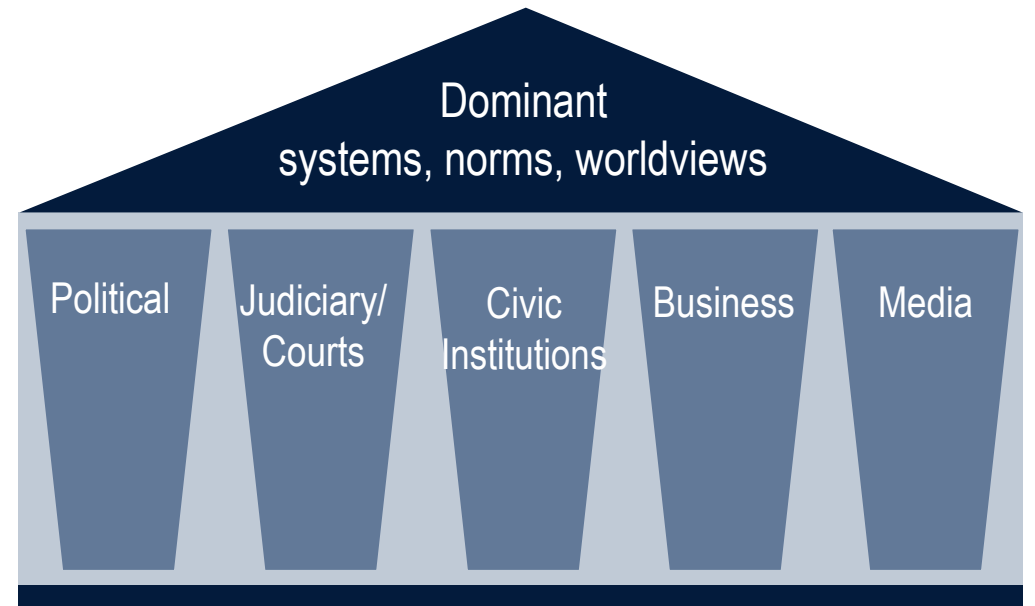 Dominant
systems, norms, worldviews
Political
Judiciary/
Courts
Civic
Institutions
Business
Media